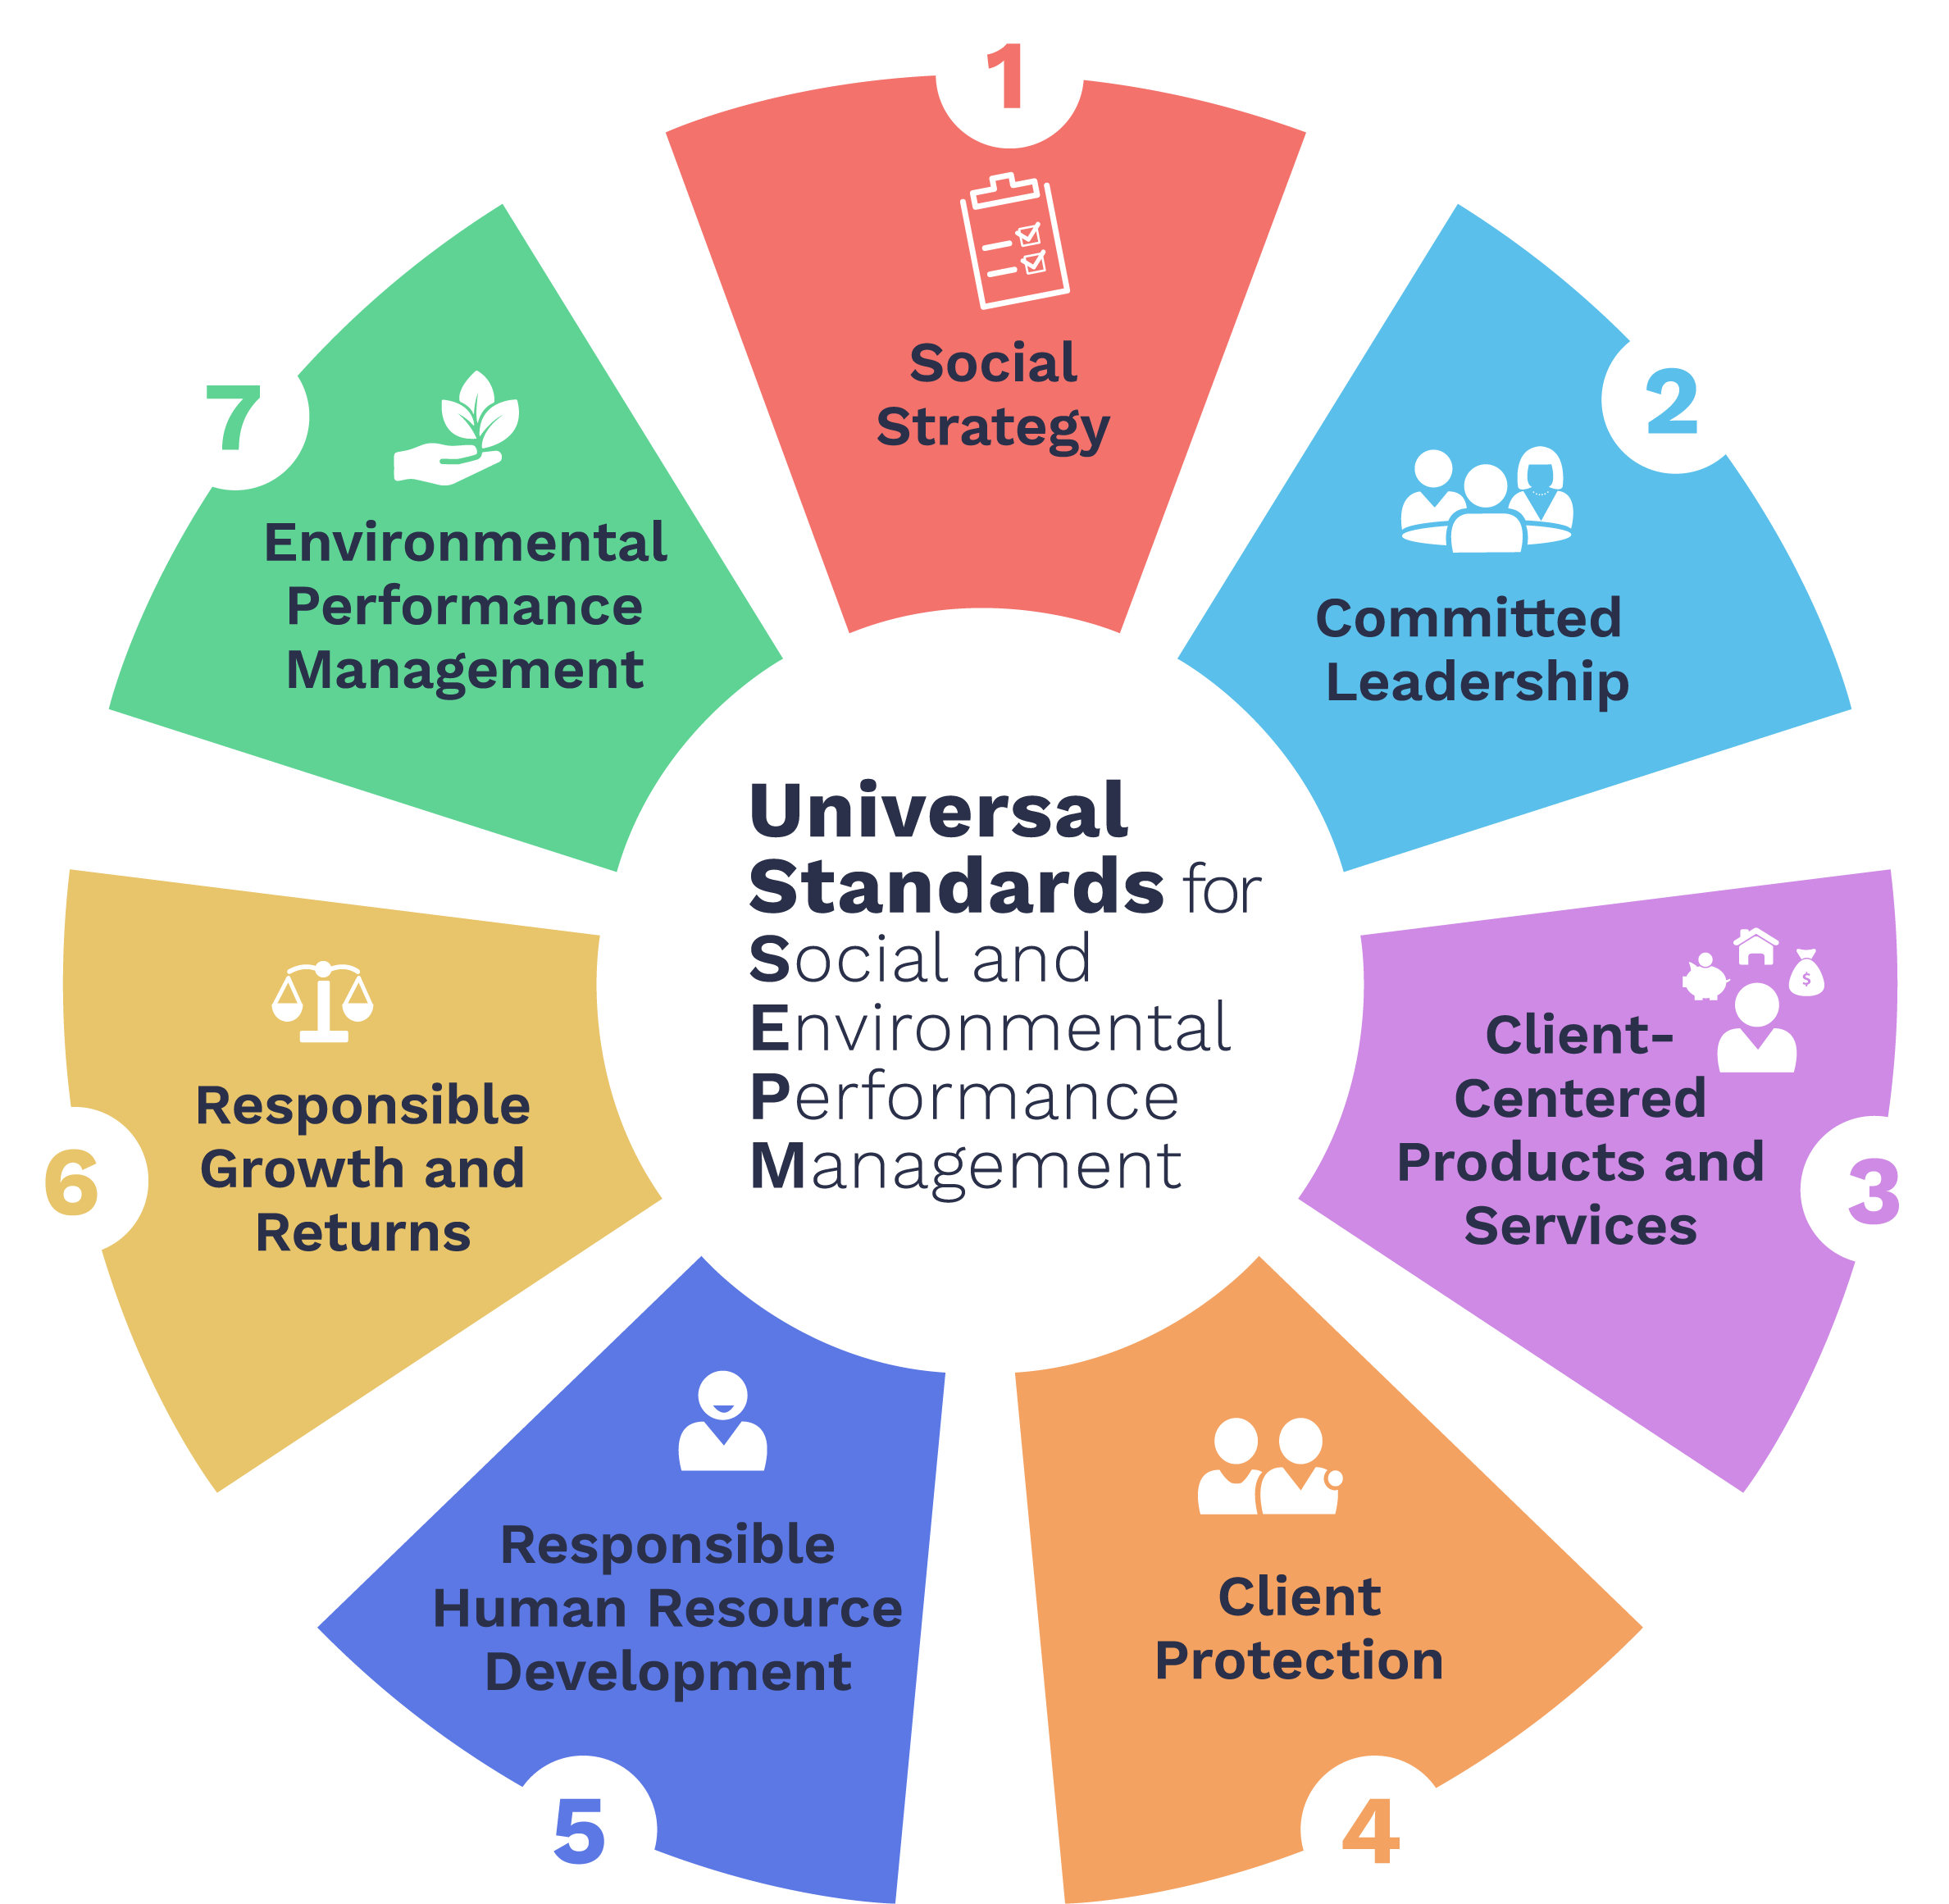 1
Social
Strategy
2
Committed
Leadership
3
Client-
Centered
Products and
Services
4
Client
Protection
5
Responsible
Human Resource
Development
6
Responsible
Growth and
Returns
7
Environmental
Performance
Management
Universal
Standards for
Social and
Environmental
Performance
Management
$